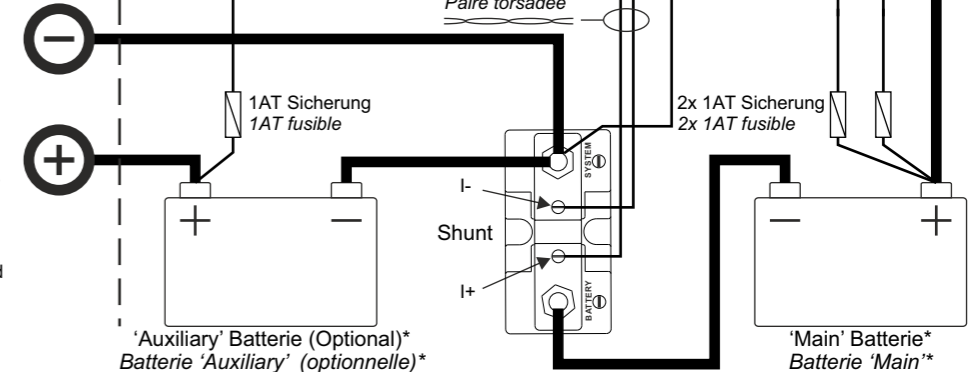 Paire torsadée
−
1AT Sicherung
1AT fusible
2x 1AT Sicherung
2x 1AT fusible
+
SYSTEM
I-
+
−
−
+
Shunt
I+
BATTERY
'Auxiliary' Batterie (Optional)*
Batterie 'Auxiliary' (optionnelle)*
'Main' Batterie*
Batterie 'Main'*